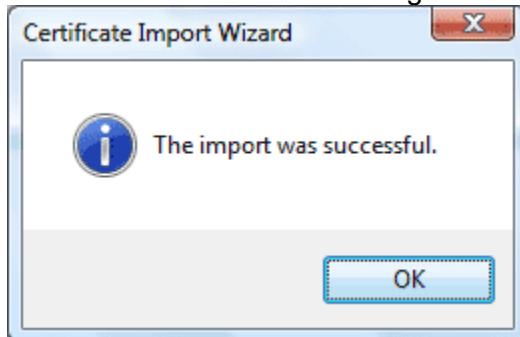 Certificate Import Wizard
The import was successful.
OK